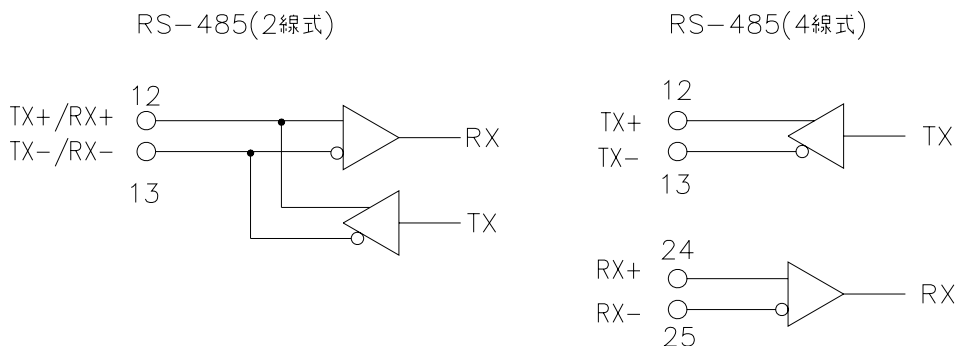 RS-485(2線式)
12
TX+/RX+
RX
TX-/RX-
13
TX
RS-485(4線式)
12
TX+
TX
TX-
13
24
RX+
RX
RX-
25